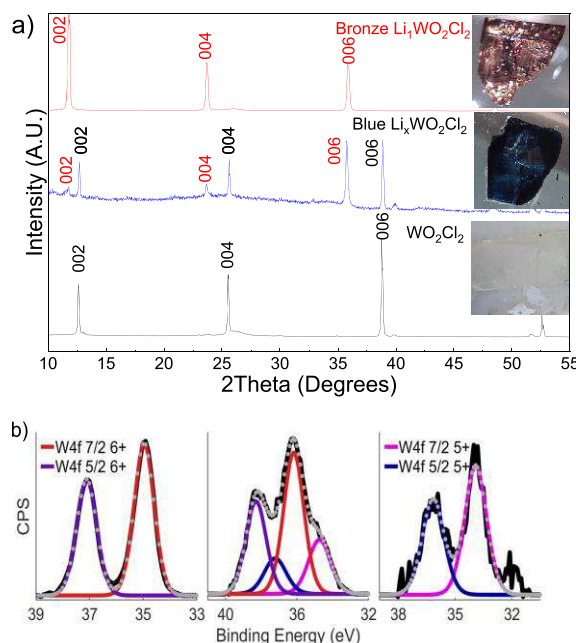 a)
Bronze Li₁WO₂Cl₂
002
004
006
Blue LiₓWO₂Cl₂
002
002
004
004
006
006
WO₂Cl₂
002
004
006
Intensity (A.U.)
10 15 20 25 30 35 40 45 50 55
2Theta (Degrees)
b)
W4f 7/2 6+
W4f 5/2 6+
W4f 7/2 5+
W4f 5/2 5+
CPS
39 37 35 33
40 36 32
38 35 32
Binding Energy (eV)